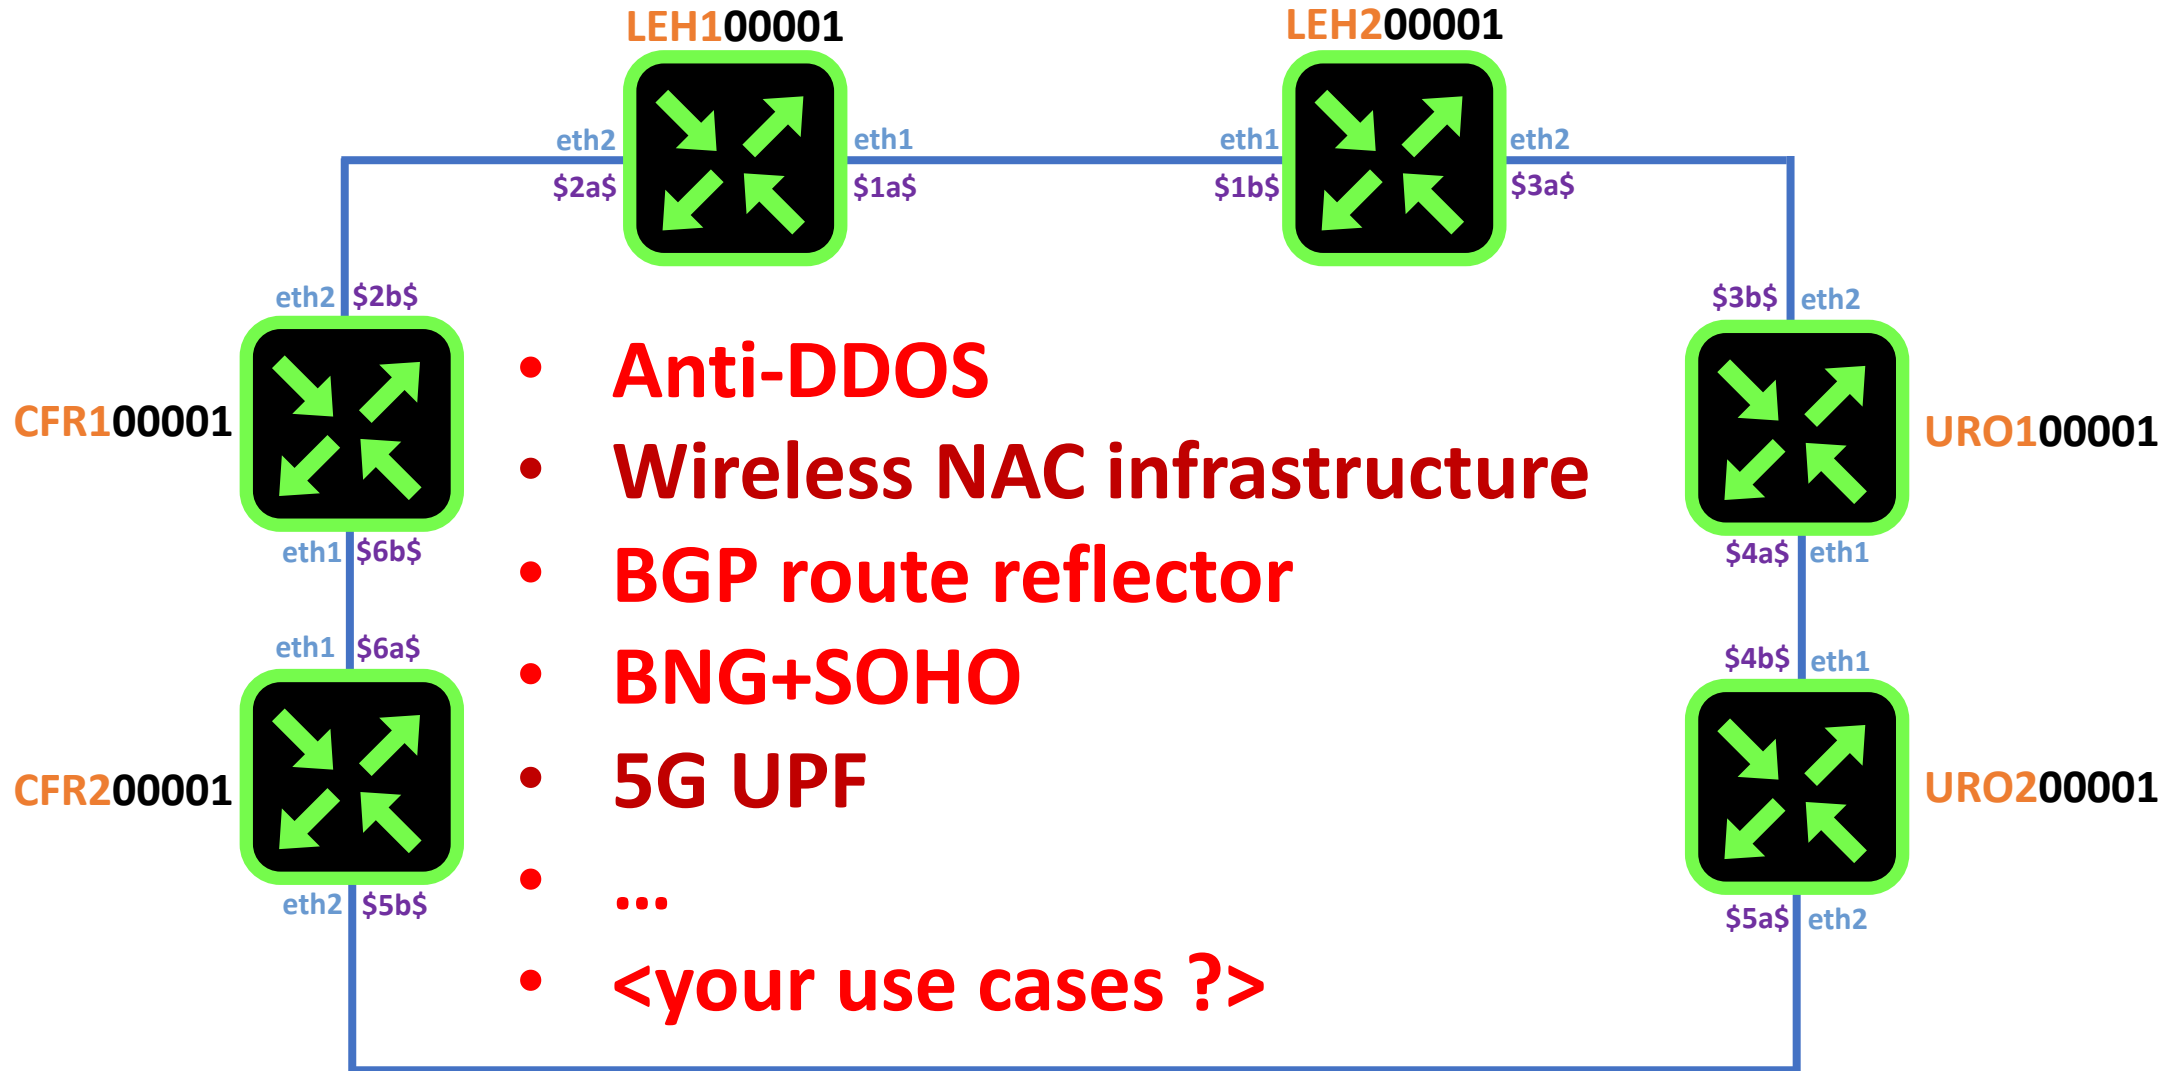 LEH100001
LEH200001
eth2
eth1
eth1
eth2
$2a$
$1a$
$1b$
$3a$
eth2
$2b$
$3b$
eth2
CFR100001
URO100001
• Anti-DDOS
• Wireless NAC infrastructure
• BGP route reflector
• BNG+SOHO
• 5G UPF
• ...
• <your use cases ?>
eth1
$6b$
$4a$
eth1
eth1
$6a$
$4b$
eth1
CFR200001
URO200001
eth2
$5b$
$5a$
eth2